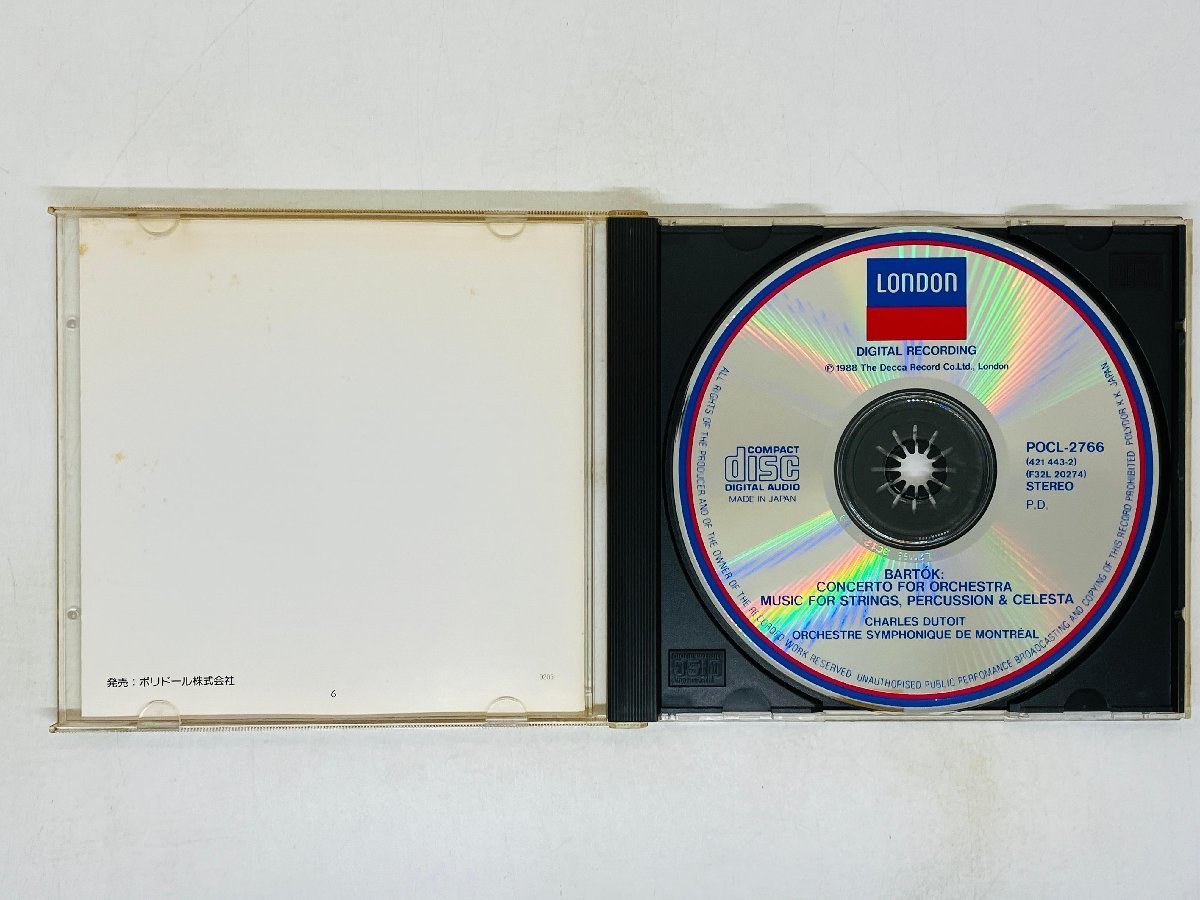 発売：ポリドール株式会社
6
9205
LONDON
DIGITAL RECORDING
℗ 1988 The Decca Record Co.Ltd., London
COMPACT
disc
DIGITAL AUDIO
MADE IN JAPAN
POCL-2766
(421 443-2)
(F32L 20274)
STEREO
P.D.
BARTÓK:
CONCERTO FOR ORCHESTRA
MUSIC FOR STRINGS, PERCUSSION & CELESTA
CHARLES DUTOIT
ORCHESTRE SYMPHONIQUE DE MONTRÉAL
ALL RIGHTS OF THE PRODUCER AND OF THE OWNER OF THE RECORDED WORK RESERVED UNAUTHORISED PUBLIC PERFOMANCE BROADCASTING AND COPYING OF THIS RECORD PROHIBITED POLYDOR K.K. JAPAN